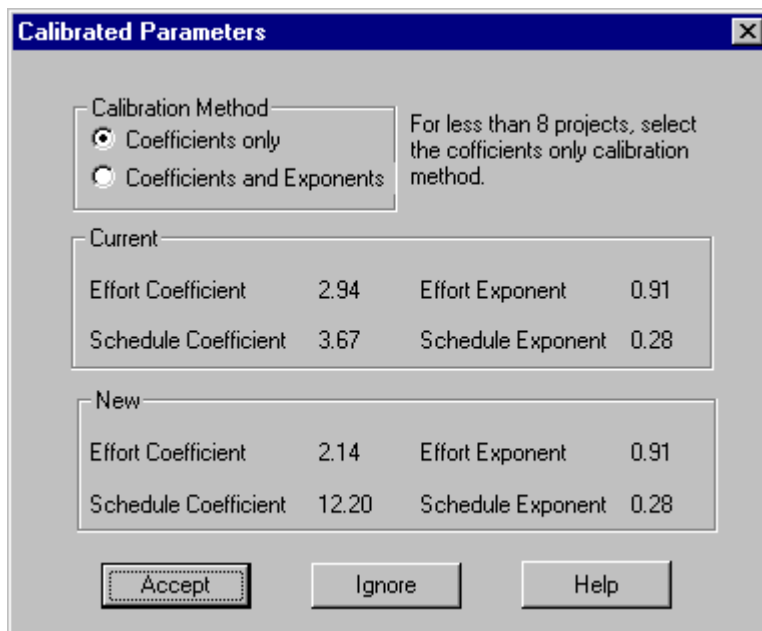 Calibrated Parameters
Calibration Method
Coefficients only
Coefficients and Exponents
For less than 8 projects, select
the cofficients only calibration
method.
Current
Effort Coefficient 2.94 Effort Exponent 0.91
Schedule Coefficient 3.67 Schedule Exponent 0.28
New
Effort Coefficient 2.14 Effort Exponent 0.91
Schedule Coefficient 12.20 Schedule Exponent 0.28
Accept Ignore Help